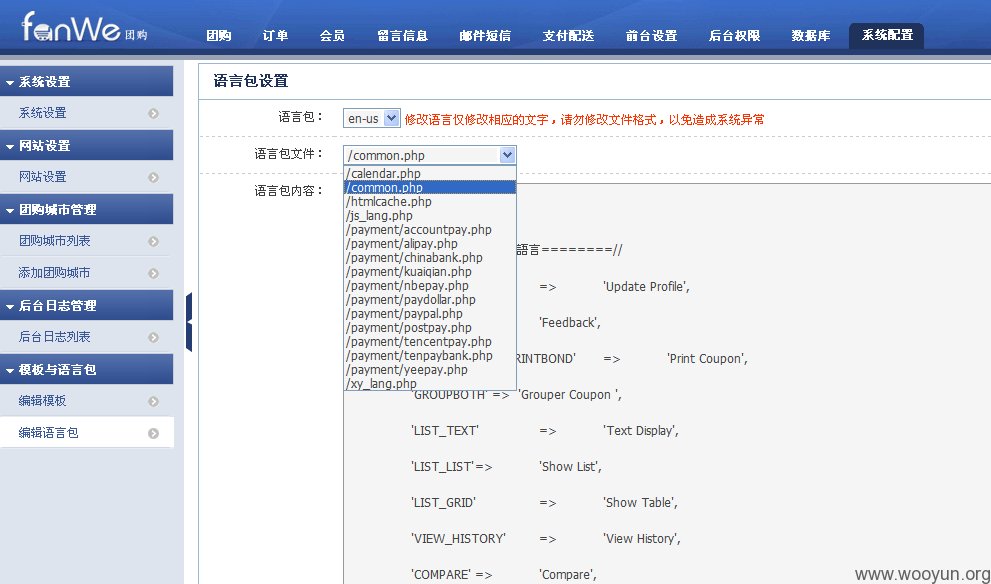 fanWe 团购
团购 订单 会员 留言信息 邮件短信 支付配送 前台设置 后台权限 数据库 系统配置
系统设置
系统设置
网站设置
网站设置
团购城市管理
团购城市列表
添加团购城市
后台日志管理
后台日志列表
模板与语言包
编辑模板
编辑语言包
语言包设置
语言包： en-us 修改语言仅修改相应的文字，请勿修改文件格式，以免造成系统异常
语言包文件： /common.php
/calendar.php
/common.php
/htmlcache.php
/js_lang.php
/payment/accountpay.php
/payment/alipay.php
/payment/chinabank.php
/payment/kuaiqian.php
/payment/nbepay.php
/payment/paydollar.php
/payment/paypal.php
/payment/postpay.php
/payment/tencentpay.php
/payment/tenpaybank.php
/payment/yeepay.php
/xy_lang.php
语言包内容：
語言========//
=> 'Update Profile',
'Feedback',
RINTBOND' => 'Print Coupon',
'GROUPBOTH' => 'Grouper Coupon ',
'LIST_TEXT' => 'Text Display',
'LIST_LIST'=> 'Show List',
'LIST_GRID' => 'Show Table',
'VIEW_HISTORY' => 'View History',
'COMPARE' => 'Compare',
www.wooyun.org